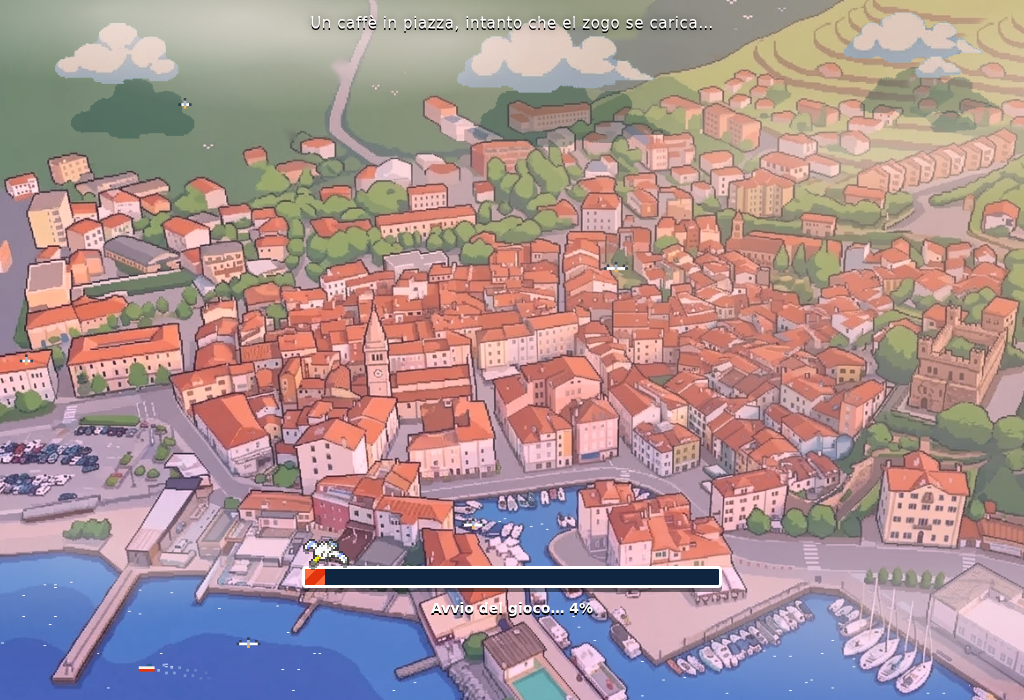 Un caffè in piazza, intanto che el zogo se carica...
Avvio del gioco... 4%